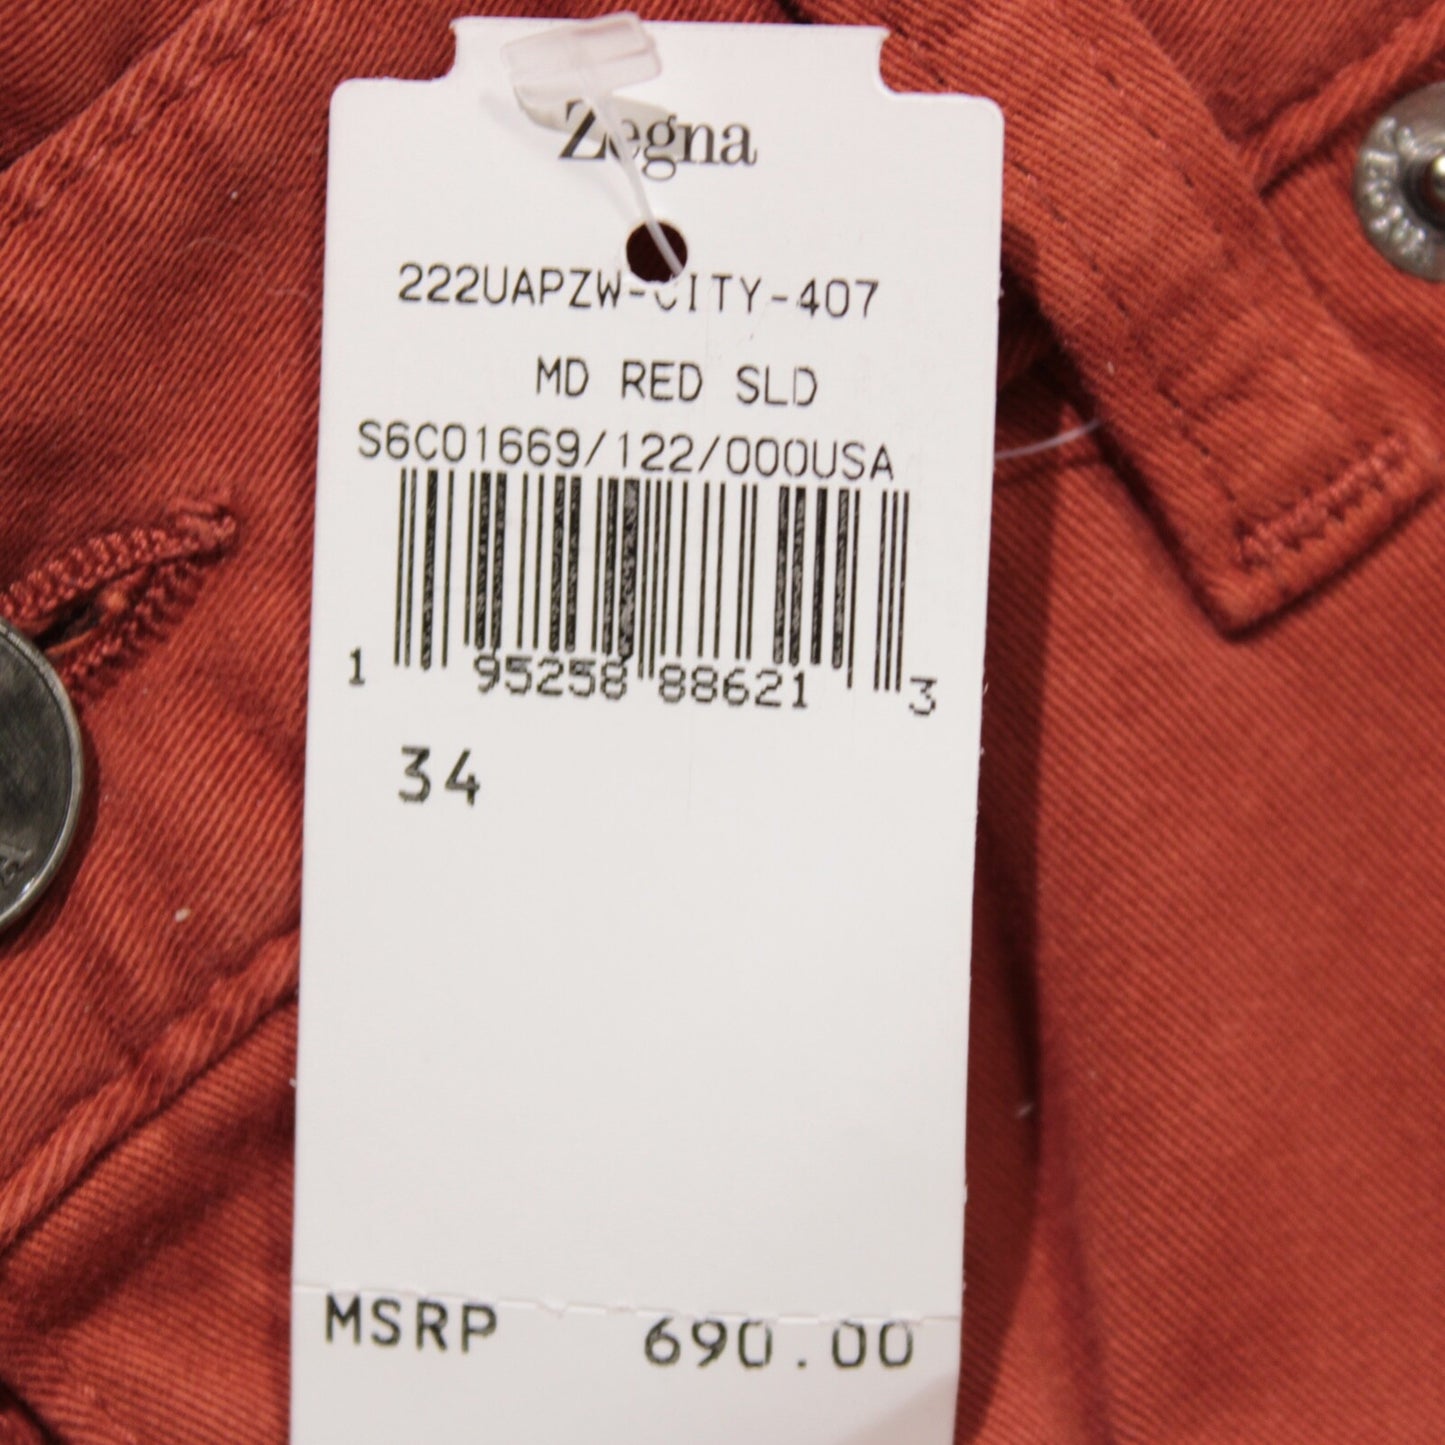 Zegna
222UAPZW-CITY-407
MD RED SLD
S6C01669/122/000USA
1 95258 88621 3
34
MSRP 690.00